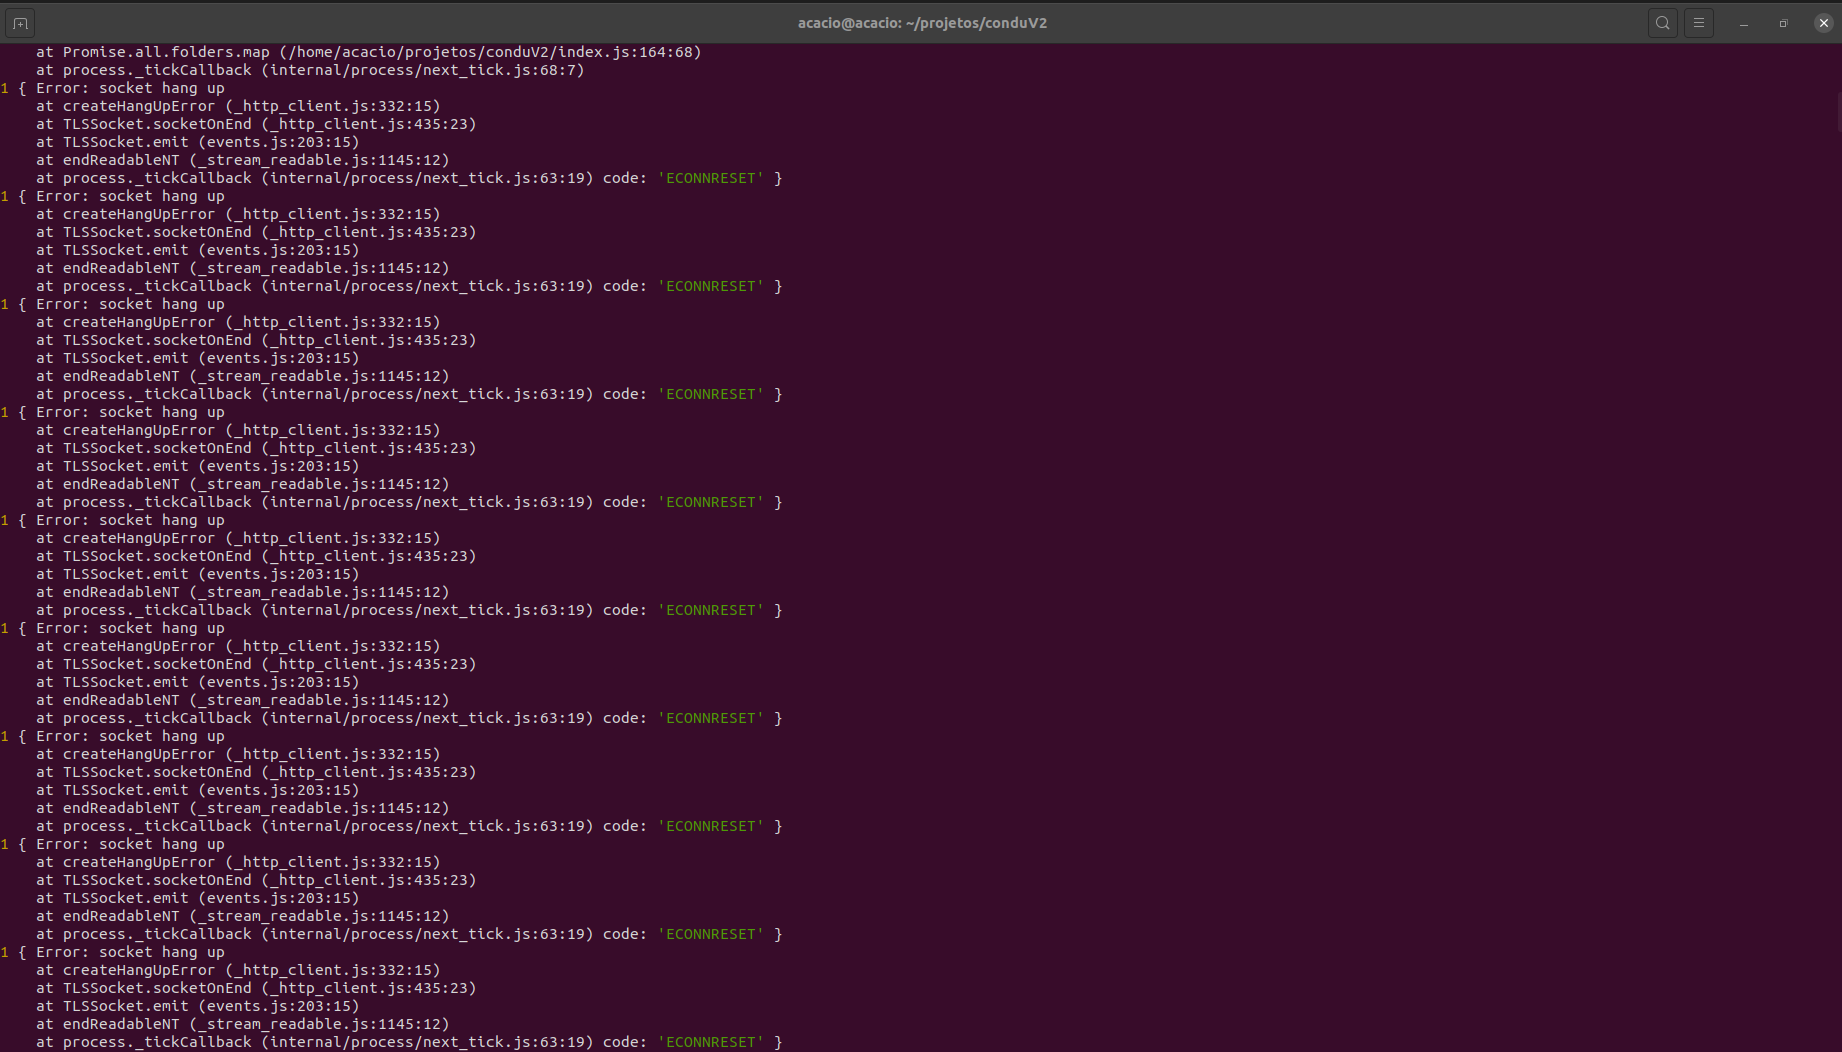 acacio@acacio: ~/projetos/conduV2
at Promise.all.folders.map (/home/acacio/projetos/conduV2/index.js:164:68)
at process._tickCallback (internal/process/next_tick.js:68:7)
1 { Error: socket hang up
at createHangUpError (_http_client.js:332:15)
at TLSSocket.socketOnEnd (_http_client.js:435:23)
at TLSSocket.emit (events.js:203:15)
at endReadableNT (_stream_readable.js:1145:12)
at process._tickCallback (internal/process/next_tick.js:63:19) code: 'ECONNRESET' }
1 { Error: socket hang up
at createHangUpError (_http_client.js:332:15)
at TLSSocket.socketOnEnd (_http_client.js:435:23)
at TLSSocket.emit (events.js:203:15)
at endReadableNT (_stream_readable.js:1145:12)
at process._tickCallback (internal/process/next_tick.js:63:19) code: 'ECONNRESET' }
1 { Error: socket hang up
at createHangUpError (_http_client.js:332:15)
at TLSSocket.socketOnEnd (_http_client.js:435:23)
at TLSSocket.emit (events.js:203:15)
at endReadableNT (_stream_readable.js:1145:12)
at process._tickCallback (internal/process/next_tick.js:63:19) code: 'ECONNRESET' }
1 { Error: socket hang up
at createHangUpError (_http_client.js:332:15)
at TLSSocket.socketOnEnd (_http_client.js:435:23)
at TLSSocket.emit (events.js:203:15)
at endReadableNT (_stream_readable.js:1145:12)
at process._tickCallback (internal/process/next_tick.js:63:19) code: 'ECONNRESET' }
1 { Error: socket hang up
at createHangUpError (_http_client.js:332:15)
at TLSSocket.socketOnEnd (_http_client.js:435:23)
at TLSSocket.emit (events.js:203:15)
at endReadableNT (_stream_readable.js:1145:12)
at process._tickCallback (internal/process/next_tick.js:63:19) code: 'ECONNRESET' }
1 { Error: socket hang up
at createHangUpError (_http_client.js:332:15)
at TLSSocket.socketOnEnd (_http_client.js:435:23)
at TLSSocket.emit (events.js:203:15)
at endReadableNT (_stream_readable.js:1145:12)
at process._tickCallback (internal/process/next_tick.js:63:19) code: 'ECONNRESET' }
1 { Error: socket hang up
at createHangUpError (_http_client.js:332:15)
at TLSSocket.socketOnEnd (_http_client.js:435:23)
at TLSSocket.emit (events.js:203:15)
at endReadableNT (_stream_readable.js:1145:12)
at process._tickCallback (internal/process/next_tick.js:63:19) code: 'ECONNRESET' }
1 { Error: socket hang up
at createHangUpError (_http_client.js:332:15)
at TLSSocket.socketOnEnd (_http_client.js:435:23)
at TLSSocket.emit (events.js:203:15)
at endReadableNT (_stream_readable.js:1145:12)
at process._tickCallback (internal/process/next_tick.js:63:19) code: 'ECONNRESET' }
1 { Error: socket hang up
at createHangUpError (_http_client.js:332:15)
at TLSSocket.socketOnEnd (_http_client.js:435:23)
at TLSSocket.emit (events.js:203:15)
at endReadableNT (_stream_readable.js:1145:12)
at process._tickCallback (internal/process/next_tick.js:63:19) code: 'ECONNRESET' }